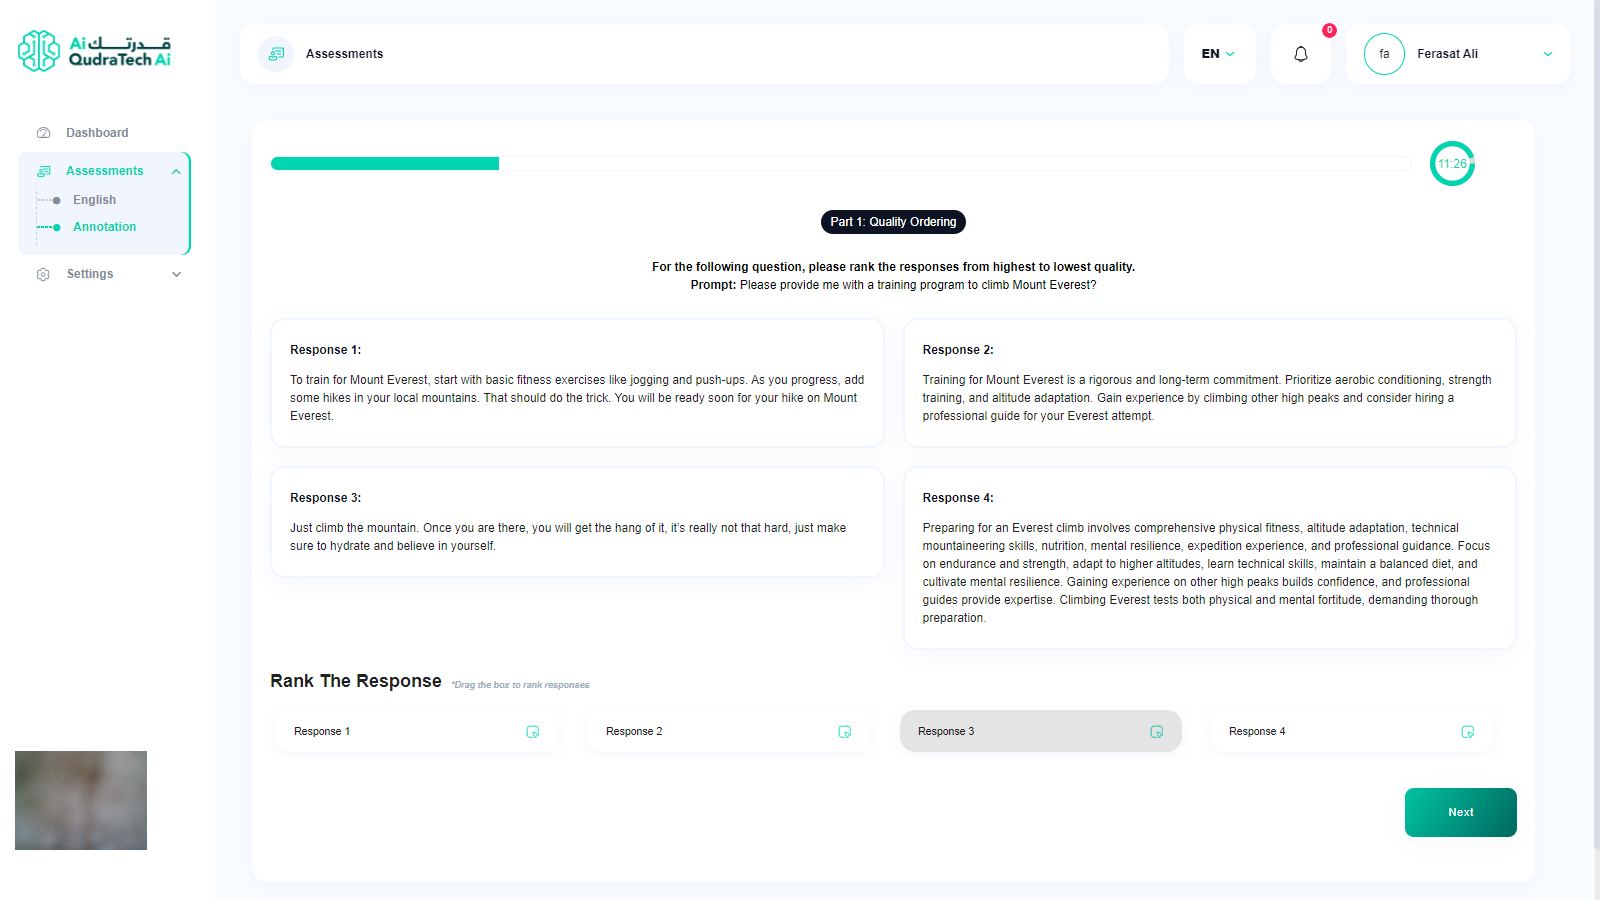 Ai قـدرتـــك
QudraTech Ai
Assessments
EN
0
fa
Ferasat Ali
Dashboard
Assessments
English
Annotation
Settings
11:26
Part 1: Quality Ordering
For the following question, please rank the responses from highest to lowest quality.
Prompt: Please provide me with a training program to climb Mount Everest?
Response 1:
To train for Mount Everest, start with basic fitness exercises like jogging and push-ups. As you progress, add
some hikes in your local mountains. That should do the trick. You will be ready soon for your hike on Mount
Everest.
Response 2:
Training for Mount Everest is a rigorous and long-term commitment. Prioritize aerobic conditioning, strength
training, and altitude adaptation. Gain experience by climbing other high peaks and consider hiring a
professional guide for your Everest attempt.
Response 3:
Just climb the mountain. Once you are there, you will get the hang of it, it's really not that hard, just make
sure to hydrate and believe in yourself.
Response 4:
Preparing for an Everest climb involves comprehensive physical fitness, altitude adaptation, technical
mountaineering skills, nutrition, mental resilience, expedition experience, and professional guidance. Focus
on endurance and strength, adapt to higher altitudes, learn technical skills, maintain a balanced diet, and
cultivate mental resilience. Gaining experience on other high peaks builds confidence, and professional
guides provide expertise. Climbing Everest tests both physical and mental fortitude, demanding thorough
preparation.
Rank The Response *Drag the box to rank responses
Response 1
Response 2
Response 3
Response 4
Next